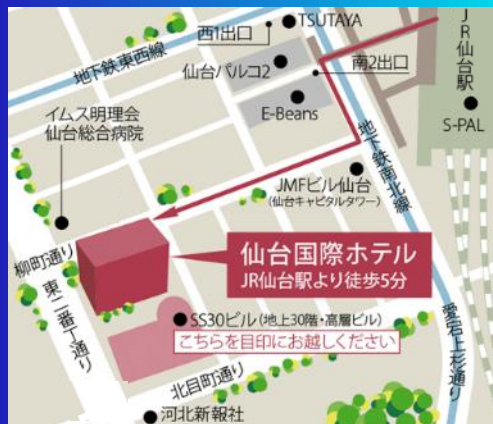 西1出口
TSUTAYA
JR仙台駅
地下鉄東西線
仙台パルコ2
南2出口
イムス明理会
仙台総合病院
E-Beans
S-PAL
地下鉄南北線
JMFビル仙台
(仙台キャピタルタワー)
柳町通り
仙台国際ホテル
JR仙台駅より徒歩5分
東二番丁通り
SS30ビル(地上30階・高層ビル)
こちらを目印にお越しください
愛宕上杉通り
北目町通り
河北新報社